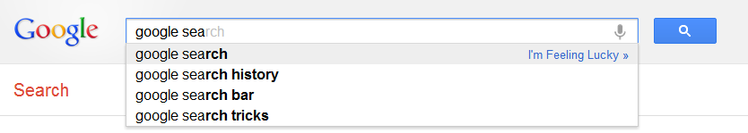 Google
google search
google search
I'm Feeling Lucky »
google search history
Search
google search bar
google search tricks